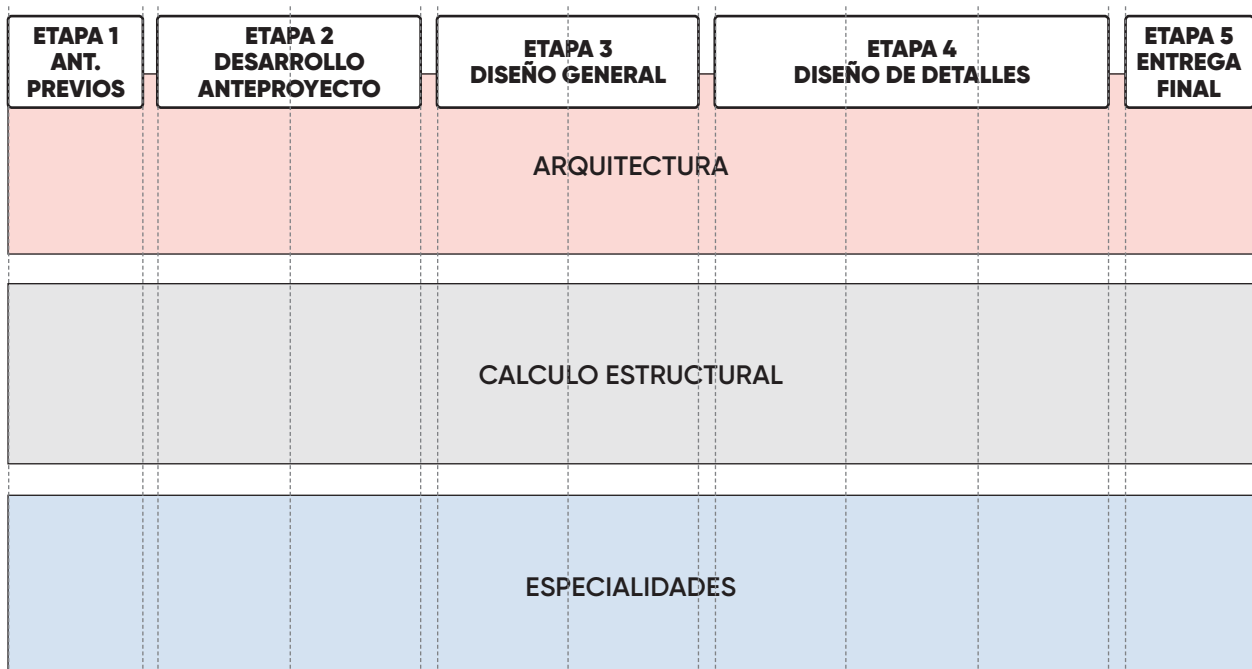 ETAPA 1
ANT.
PREVIOS
ETAPA 2
DESARROLLO
ANTEPROYECTO
ETAPA 3
DISEÑO GENERAL
ETAPA 4
DISEÑO DE DETALLES
ETAPA 5
ENTREGA
FINAL
ARQUITECTURA
CALCULO ESTRUCTURAL
ESPECIALIDADES